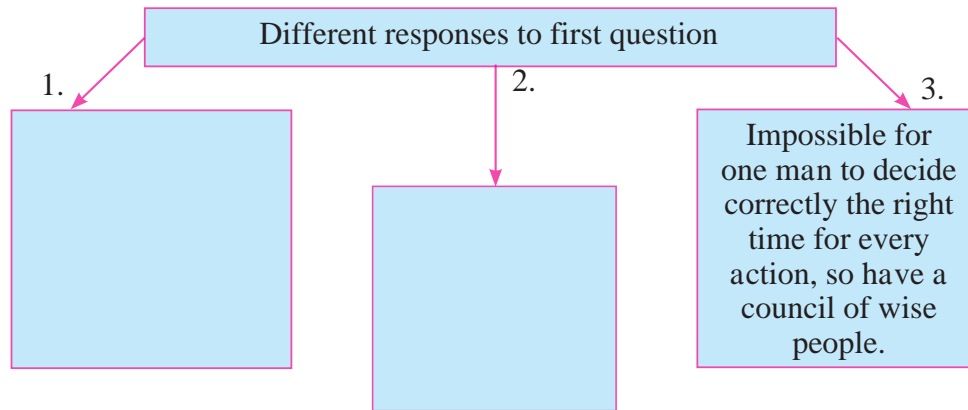 Different responses to first question
1.
2.
3.
Impossible for
one man to decide
correctly the right
time for every
action, so have a
council of wise
people.